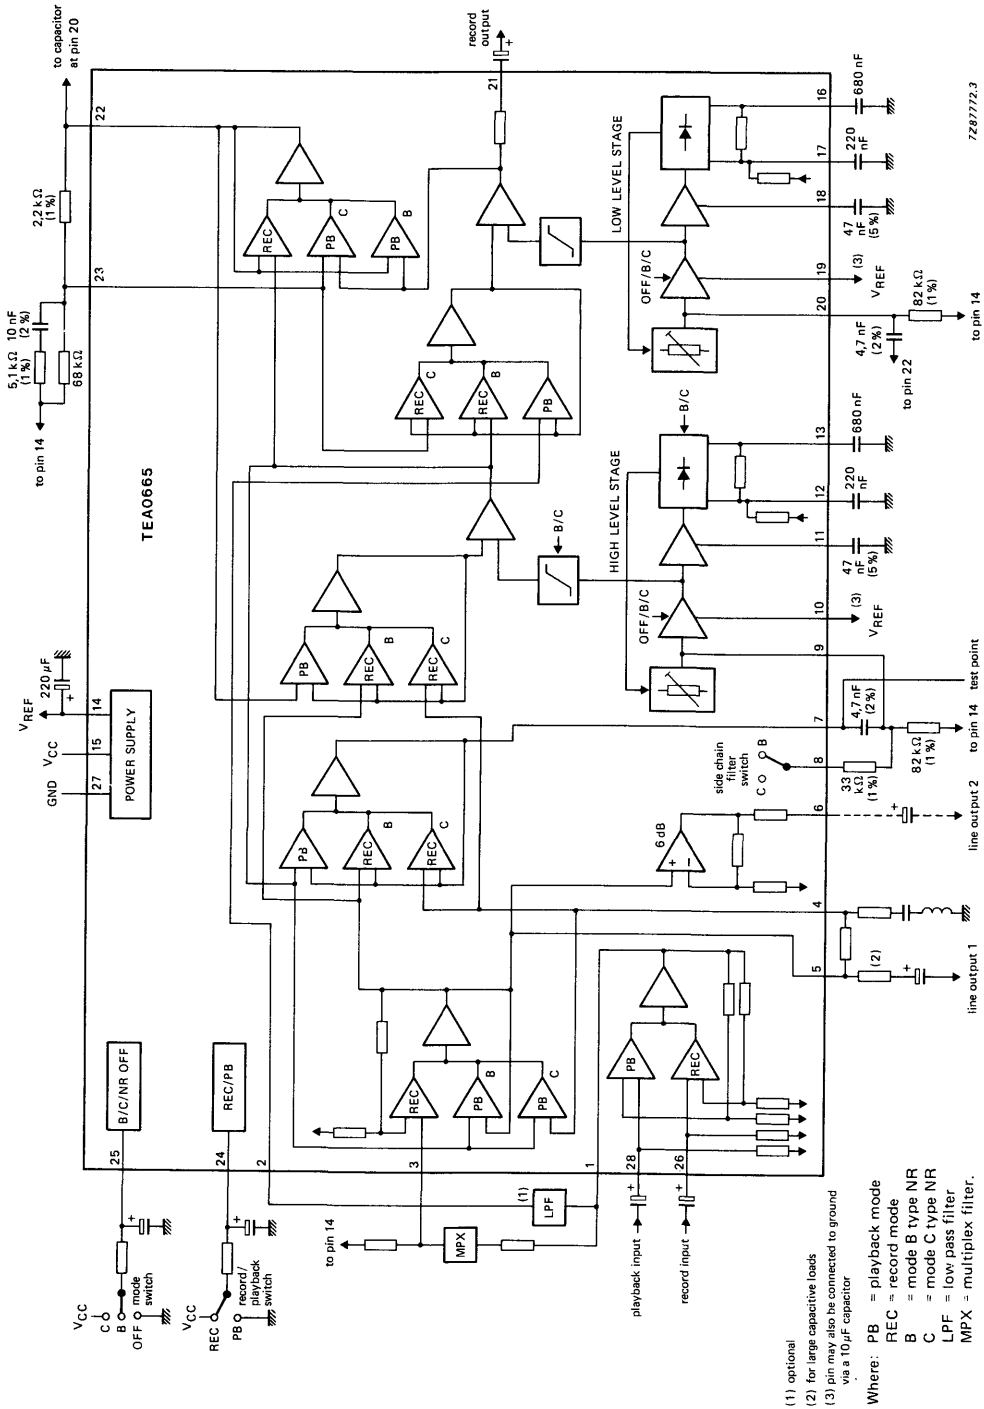 TEA0665
GND
VCC
VREF
27
15
14
220 µF
+
POWER SUPPLY
to pin 14
5,1 kΩ
(1%)
10 nF
(2%)
68 kΩ
23
2,2 kΩ
(1%)
22
to capacitor
at pin 20
VCC
C
B
OFF
mode
switch
+
25
B/C/NR OFF
VCC
REC
PB
record/
playback
switch
+
24
REC/PB
2
to pin 14
3
MPX
(1)
LPF
1
playback input
+
28
record input
+
26
REC
PB
B
PB
C
PB
REC
PB
REC
B
REC
C
PB
REC
B
REC
C
REC
C
REC
B
PB
REC
PB
C
PB
B
record
output
+
21
6 dB
+
−
B/C
B/C
HIGH LEVEL STAGE
OFF/B/C
LOW LEVEL STAGE
OFF/B/C
5
(2)
+
line output 1
4
6
+
line output 2
side chain
filter
switch
C
B
8
33
kΩ
(1%)
7
4,7 nF
(2%)
82 kΩ
(1%)
to pin 14
test point
9
10
VREF
(3)
11
47
nF
(5%)
12
220
nF
13
680 nF
20
4,7 nF
(2%)
to pin 22
82 kΩ
(1%)
to pin 14
19
VREF
(3)
18
47
nF
(5%)
17
220
nF
16
680 nF
7287772.3
(1) optional
(2) for large capacitive loads
(3) pin may also be connected to ground
via a 10 µF capacitor
Where: PB = playback mode
REC = record mode
B = mode B type NR
C = mode C type NR
LPF = low pass filter
MPX = multiplex filter.